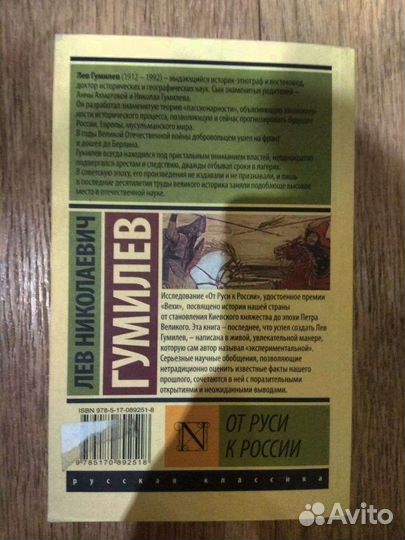 Лев Гумилев (1912 – 1992) – выдающийся историк-этнограф и востоковед,
доктор исторических и географических наук. Сын знаменитых родителей –
Анны Ахматовой и Николая Гумилева.
Он разработал знаменитую теорию «пассионарности», объясняющую закономер-
ности исторического процесса, позволяющую и сейчас прогнозировать будущее
России, Европы, мусульманского мира.
В годы Великой Отечественной войны добровольцем ушел на фронт
и дошел до Берлина.
Гумилев всегда находился под пристальным вниманием властей, неоднократно
подвергался арестам и следствию, дважды отбывал сроки в лагерях.
В советскую эпоху, его произведения не издавали и не признавали, и лишь
в последние десятилетия труды великого историка заняли подобающе высокое
место в отечественной науке.
ЛЕВ НИКОЛАЕВИЧ
ГУМИЛЕВ
Исследование «От Руси к России», удостоенное премии
«Вехи», посвящено истории нашей страны
от становления Киевского княжества до эпохи Петра
Великого. Эта книга – последнее, что успел создать Лев
Гумилев, – написана в живой, увлекательной манере,
которую сам автор называл «экспериментальной».
Серьезные научные обобщения, позволяющие
нетрадиционно оценить известные факты нашего
прошлого, сочетаются в ней с поразительными
открытиями и неожиданными выводами.
ISBN 978-5-17-089251-8
9 785170 892518
N
ОТ РУСИ
К РОССИИ
русская классика
Avito